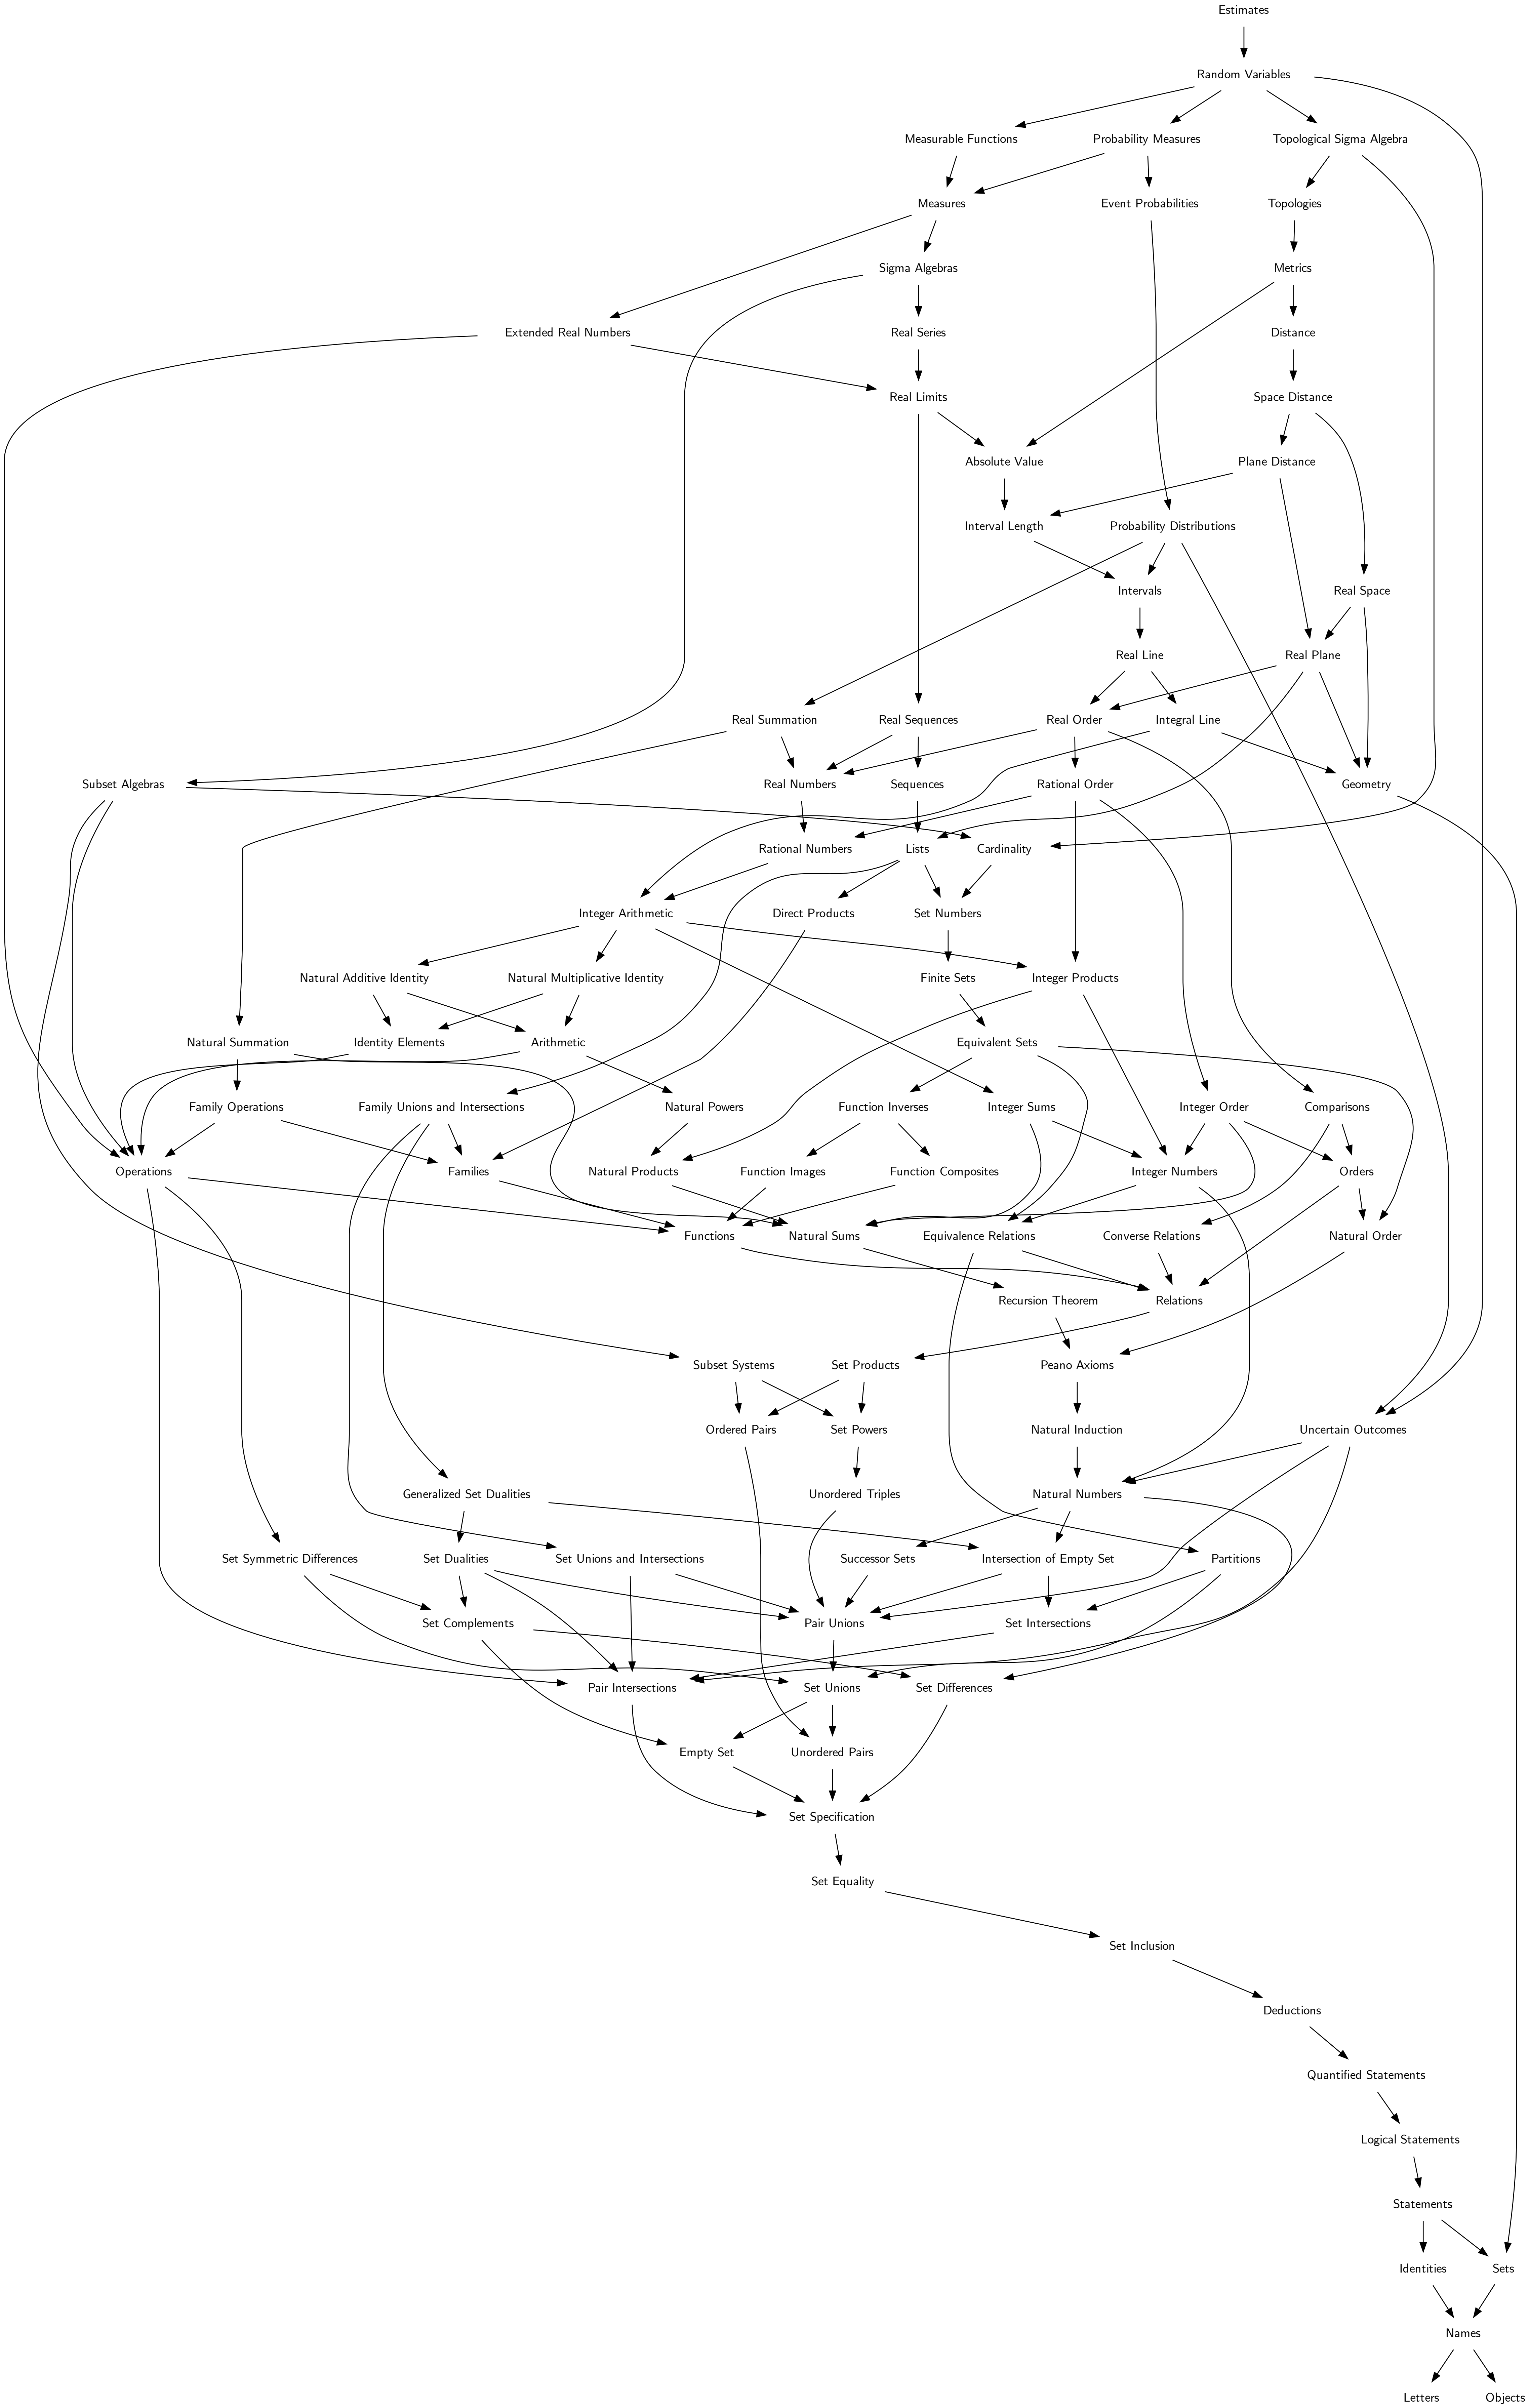 Estimates
Random Variables
Measurable Functions
Probability Measures
Topological Sigma Algebra
Measures
Event Probabilities
Topologies
Sigma Algebras
Metrics
Extended Real Numbers
Real Series
Distance
Real Limits
Space Distance
Absolute Value
Plane Distance
Interval Length
Probability Distributions
Intervals
Real Space
Real Line
Real Plane
Real Summation
Real Sequences
Real Order
Integral Line
Subset Algebras
Real Numbers
Sequences
Rational Order
Geometry
Rational Numbers
Lists
Cardinality
Integer Arithmetic
Direct Products
Set Numbers
Natural Additive Identity
Natural Multiplicative Identity
Finite Sets
Integer Products
Natural Summation
Identity Elements
Arithmetic
Equivalent Sets
Family Operations
Family Unions and Intersections
Natural Powers
Function Inverses
Integer Sums
Integer Order
Comparisons
Operations
Families
Natural Products
Function Images
Function Composites
Integer Numbers
Orders
Functions
Natural Sums
Equivalence Relations
Converse Relations
Natural Order
Recursion Theorem
Relations
Subset Systems
Set Products
Peano Axioms
Ordered Pairs
Set Powers
Natural Induction
Uncertain Outcomes
Generalized Set Dualities
Unordered Triples
Natural Numbers
Set Symmetric Differences
Set Dualities
Set Unions and Intersections
Successor Sets
Intersection of Empty Set
Partitions
Set Complements
Pair Unions
Set Intersections
Pair Intersections
Set Unions
Set Differences
Empty Set
Unordered Pairs
Set Specification
Set Equality
Set Inclusion
Deductions
Quantified Statements
Logical Statements
Statements
Identities
Sets
Names
Letters
Objects